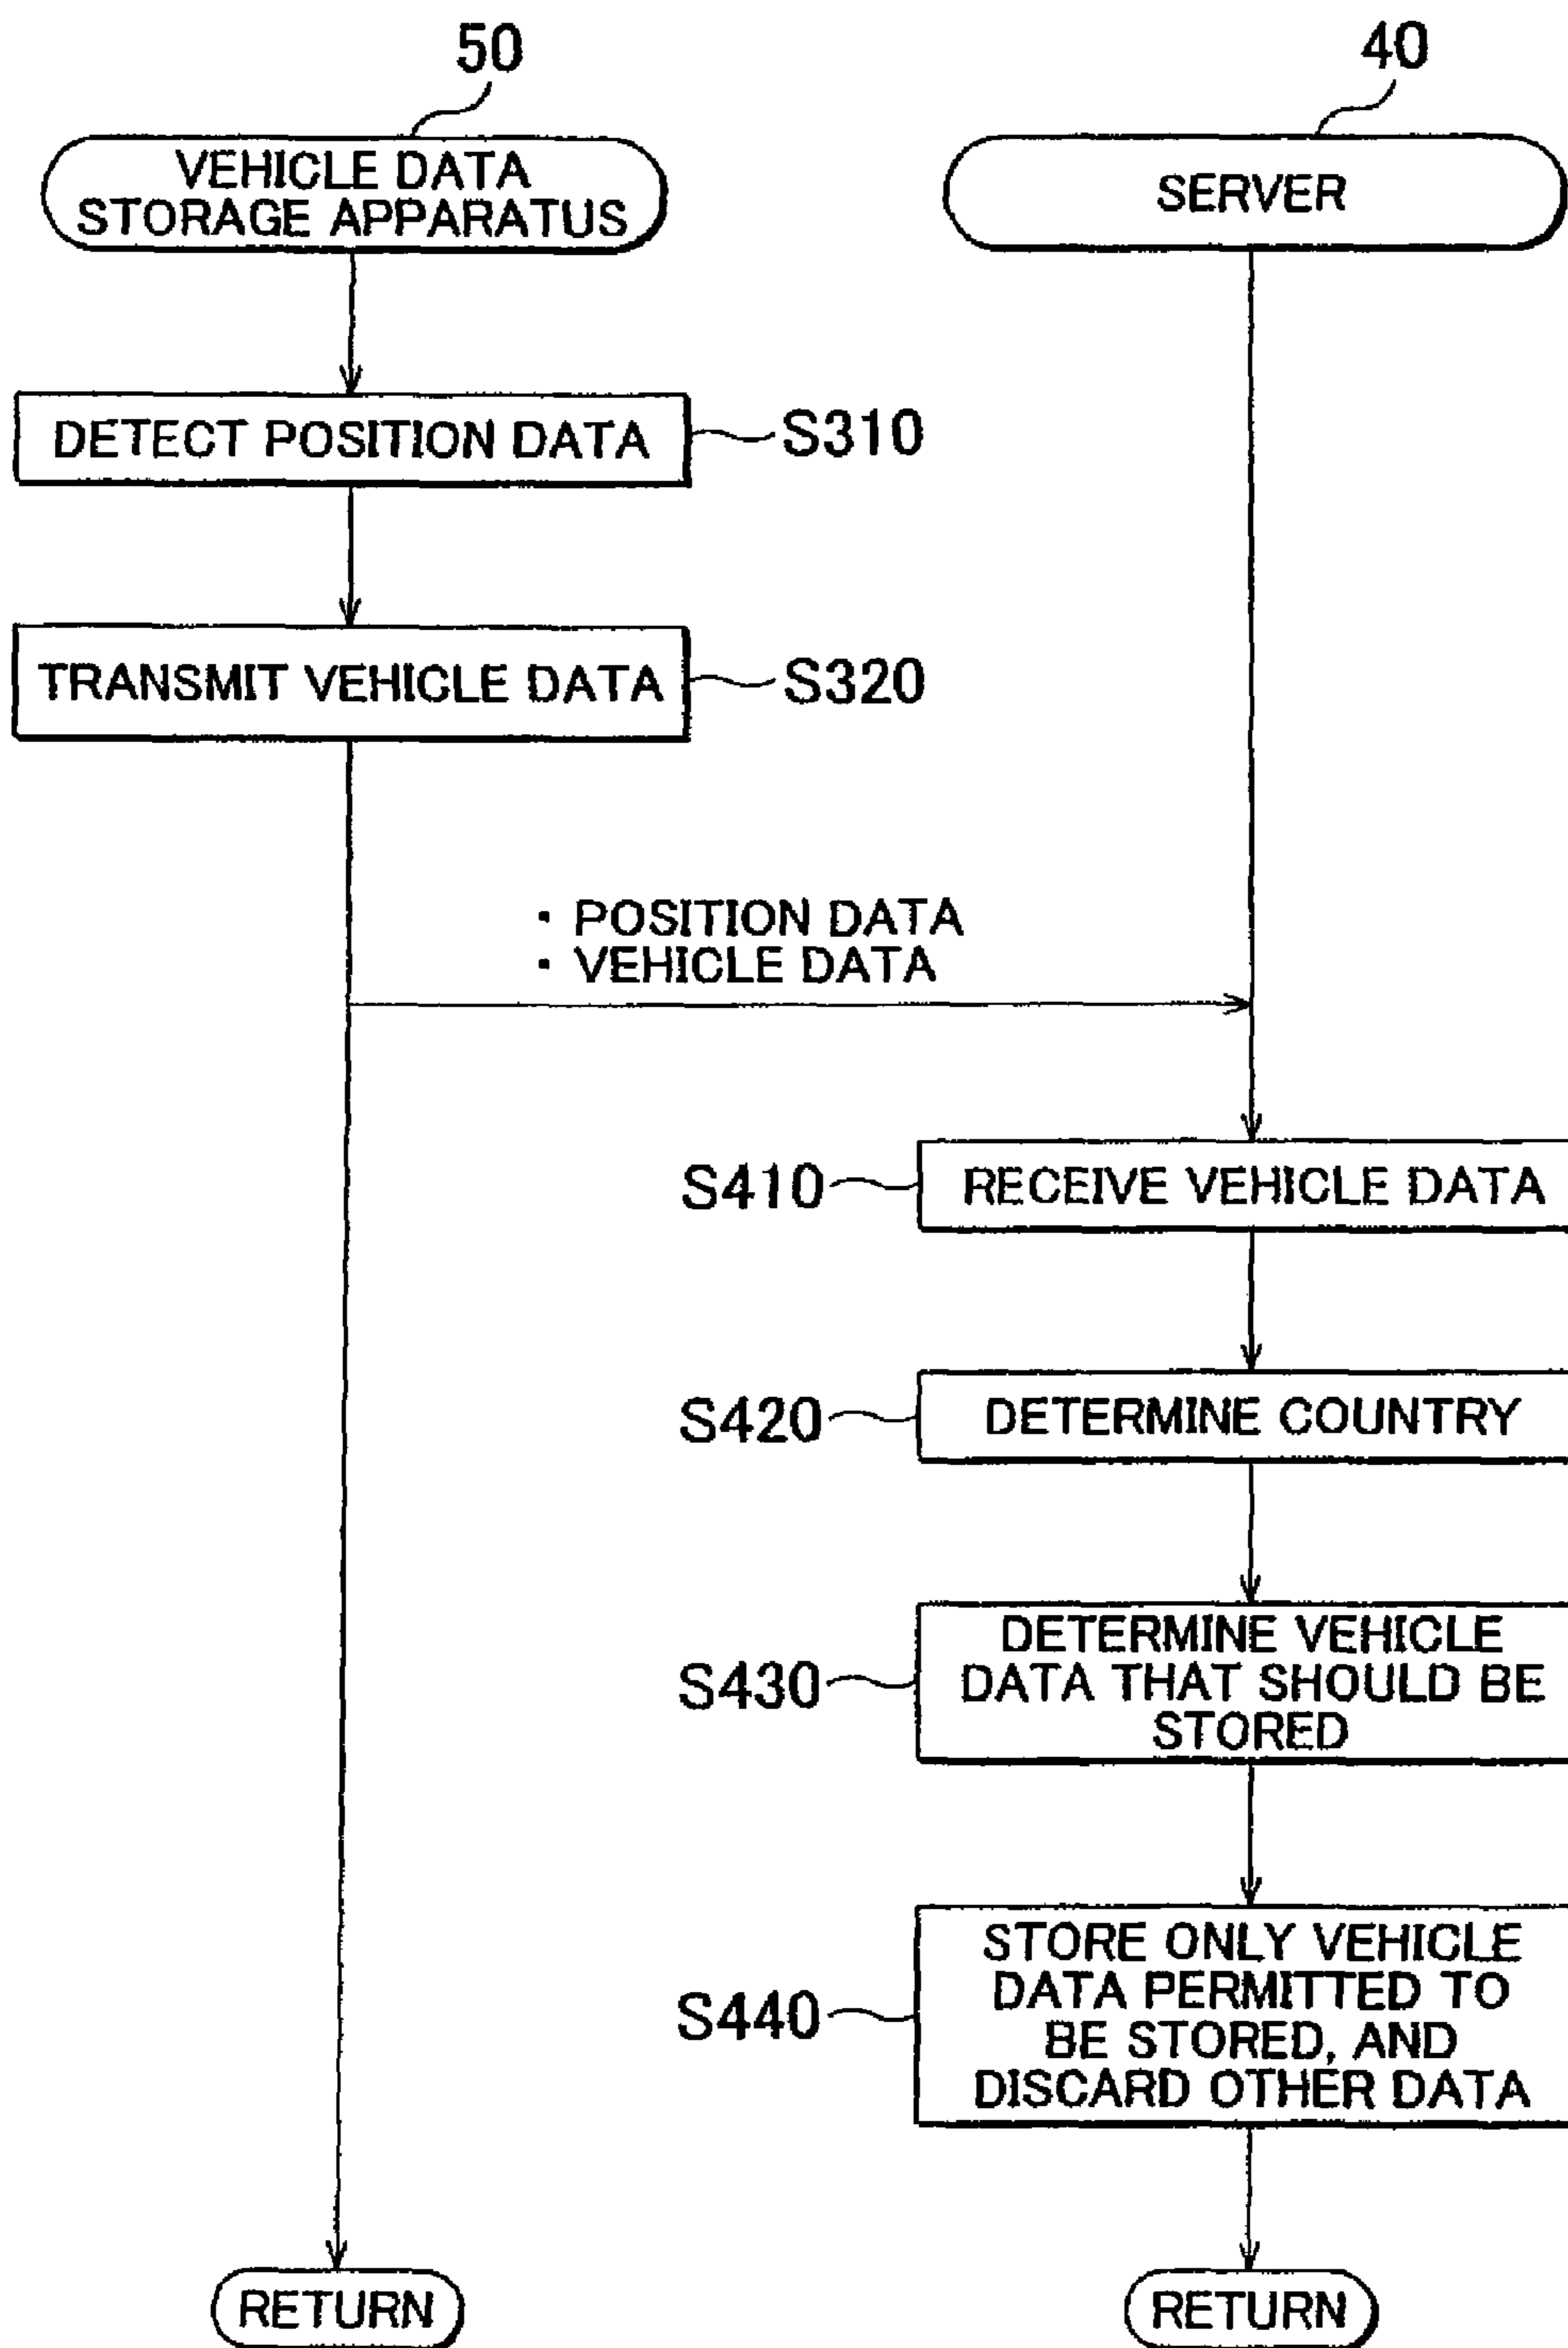 50
40
VEHICLE DATA
STORAGE APPARATUS
SERVER
DETECT POSITION DATA
S310
TRANSMIT VEHICLE DATA
S320
· POSITION DATA
· VEHICLE DATA
S410
RECEIVE VEHICLE DATA
S420
DETERMINE COUNTRY
S430
DETERMINE VEHICLE
DATA THAT SHOULD BE
STORED
S440
STORE ONLY VEHICLE
DATA PERMITTED TO
BE STORED, AND
DISCARD OTHER DATA
RETURN
RETURN